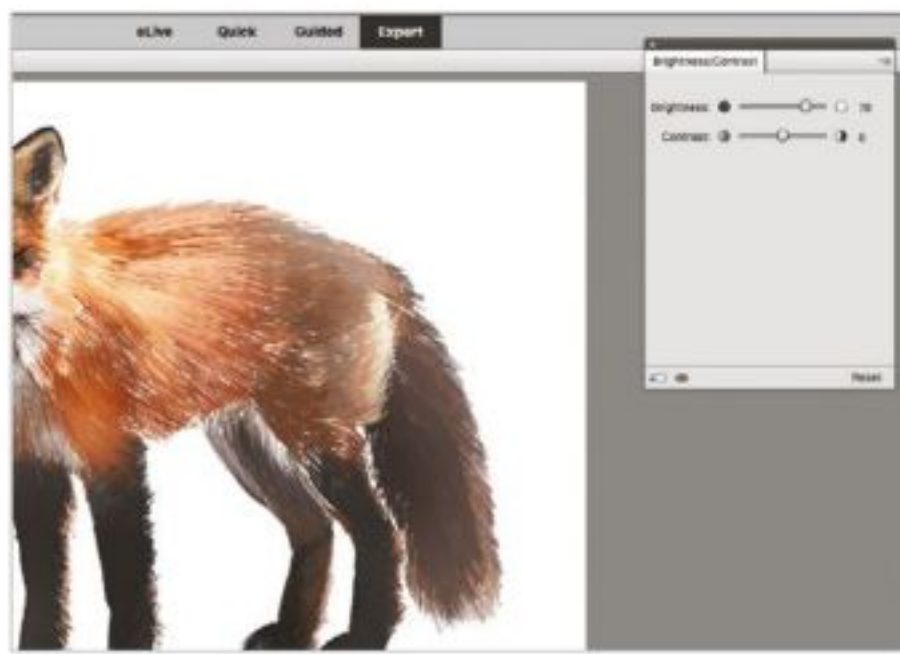 eLive Quick Guided Expert
Brightness/Contrast
Brightness:
Contrast:
Reset